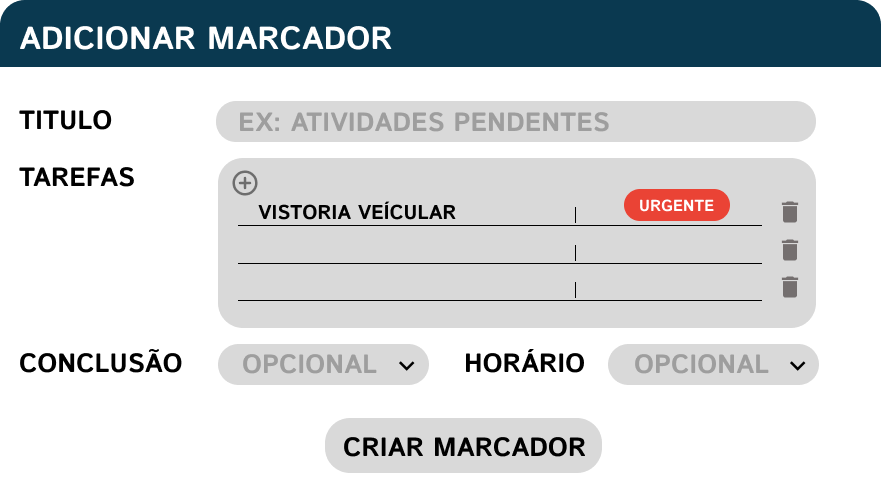 ADICIONAR MARCADOR
TITULO EX: ATIVIDADES PENDENTES
TAREFAS
VISTORIA VEÍCULAR URGENTE
CONCLUSÃO OPCIONAL HORÁRIO OPCIONAL
CRIAR MARCADOR